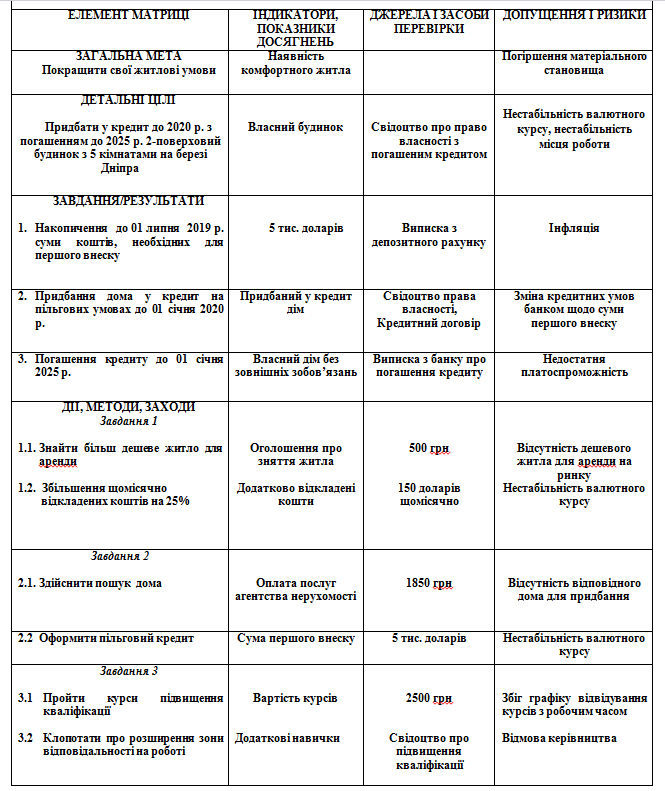 ЕЛЕМЕНТ МАТРИЦІ
ІНДИКАТОРИ,
ПОКАЗНИКИ
ДОСЯГНЕНЬ
ДЖЕРЕЛА І ЗАСОБИ
ПЕРЕВІРКИ
ДОПУЩЕННЯ І РИЗИКИ
ЗАГАЛЬНА МЕТА
Покращити свої житлові умови
Наявність
комфортного житла
Погіршення матеріального
становища
ДЕТАЛЬНІ ЦІЛІ
Придбати у кредит до 2020 р. з
погашенням до 2025 р. 2-поверховий
будинок з 5 кімнатами на березі
Дніпра
Власний будинок
Свідоцтво про право
власності з
погашеним кредитом
Нестабільність валютного
курсу, нестабільність
місця роботи
ЗАВДАННЯ/РЕЗУЛЬТАТИ
1. Накопичення до 01 липня 2019 р.
суми коштів, необхідних для
першого внеску
5 тис. доларів
Виписка з
депозитного рахунку
Інфляція
2. Придбання дома у кредит на
пільгових умовах до 01 січня 2020
р.
Придбаний у кредит
дім
Свідоцтво права
власності,
Кредитний договір
Зміна кредитних умов
банком щодо суми
першого внеску
3. Погашення кредиту до 01 січня
2025 р.
Власний дім без
зовнішніх зобов’язань
Виписка з банку про
погашення кредиту
Недостатня
платоспроможність
ДІЇ, МЕТОДИ, ЗАХОДИ
Завдання 1
1.1. Знайти більш дешеве житло для
аренди
Оголошення про
зняття житла
500 грн
Відсутність дешевого
житла для аренди на
ринку
1.2. Збільшення щомісячно
відкладених коштів на 25%
Додатково відкладені
кошти
150 доларів
щомісячно
Нестабільність валютного
курсу
Завдання 2
2.1. Здійснити пошук дома
Оплата послуг
агентства нерухомості
1850 грн
Відсутність відповідного
дома для придбання
2.2 Оформити пільговий кредит
Сума першого внеску
5 тис. доларів
Нестабільність валютного
курсу
Завдання 3
3.1 Пройти курси підвищення
кваліфікації
Вартість курсів
2500 грн
Збіг графіку відвідування
курсів з робочим часом
3.2 Клопотати про розширення зони
відповідальності на роботі
Додаткові навички
Свідоцтво про
підвищення
кваліфікації
Відмова керівництва